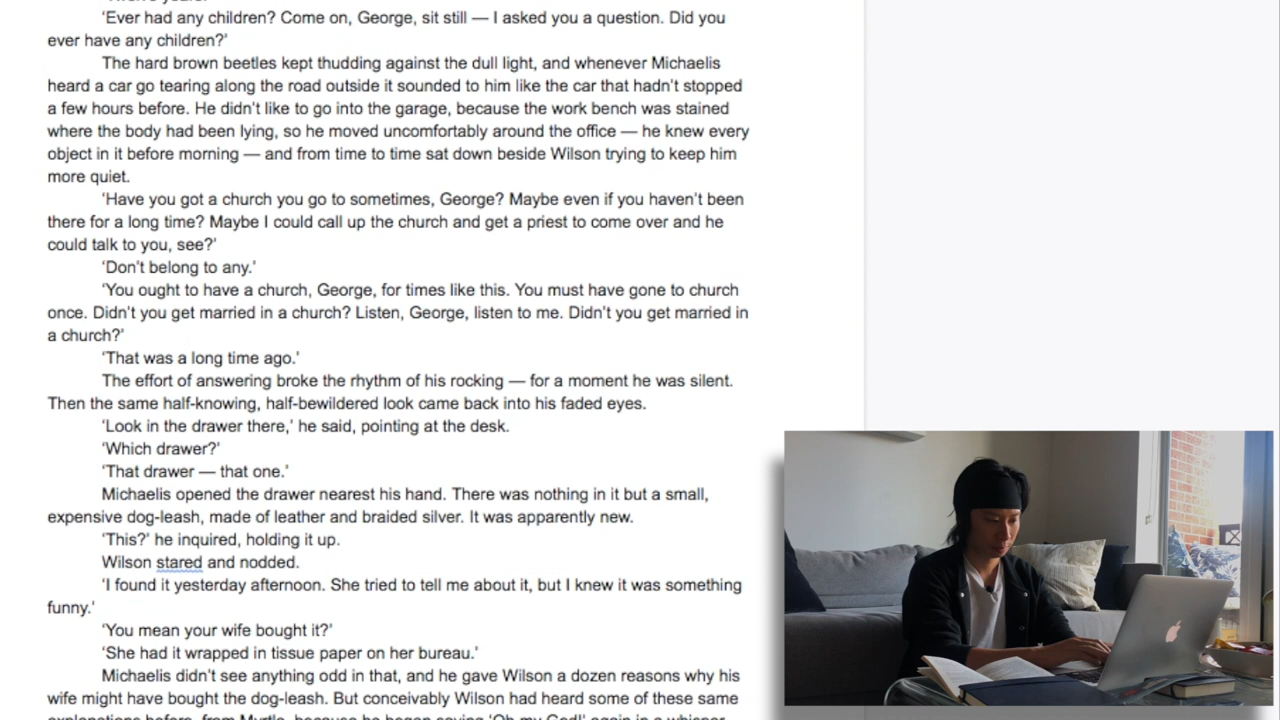 ‘Ever had any children? Come on, George, sit still — I asked you a question. Did you
ever have any children?’
The hard brown beetles kept thudding against the dull light, and whenever Michaelis
heard a car go tearing along the road outside it sounded to him like the car that hadn’t stopped
a few hours before. He didn’t like to go into the garage, because the work bench was stained
where the body had been lying, so he moved uncomfortably around the office — he knew every
object in it before morning — and from time to time sat down beside Wilson trying to keep him
more quiet.
‘Have you got a church you go to sometimes, George? Maybe even if you haven’t been
there for a long time? Maybe I could call up the church and get a priest to come over and he
could talk to you, see?’
‘Don’t belong to any.’
‘You ought to have a church, George, for times like this. You must have gone to church
once. Didn’t you get married in a church? Listen, George, listen to me. Didn’t you get married in
a church?’
‘That was a long time ago.’
The effort of answering broke the rhythm of his rocking — for a moment he was silent.
Then the same half-knowing, half-bewildered look came back into his faded eyes.
‘Look in the drawer there,’ he said, pointing at the desk.
‘Which drawer?’
‘That drawer — that one.’
Michaelis opened the drawer nearest his hand. There was nothing in it but a small,
expensive dog-leash, made of leather and braided silver. It was apparently new.
‘This?’ he inquired, holding it up.
Wilson stared and nodded.
‘I found it yesterday afternoon. She tried to tell me about it, but I knew it was something
funny.’
‘You mean your wife bought it?’
‘She had it wrapped in tissue paper on her bureau.’
Michaelis didn’t see anything odd in that, and he gave Wilson a dozen reasons why his
wife might have bought the dog-leash. But conceivably Wilson had heard some of these same
explanations before, from Myrtle, because he began saying ‘Oh my God!’ again in a whisper